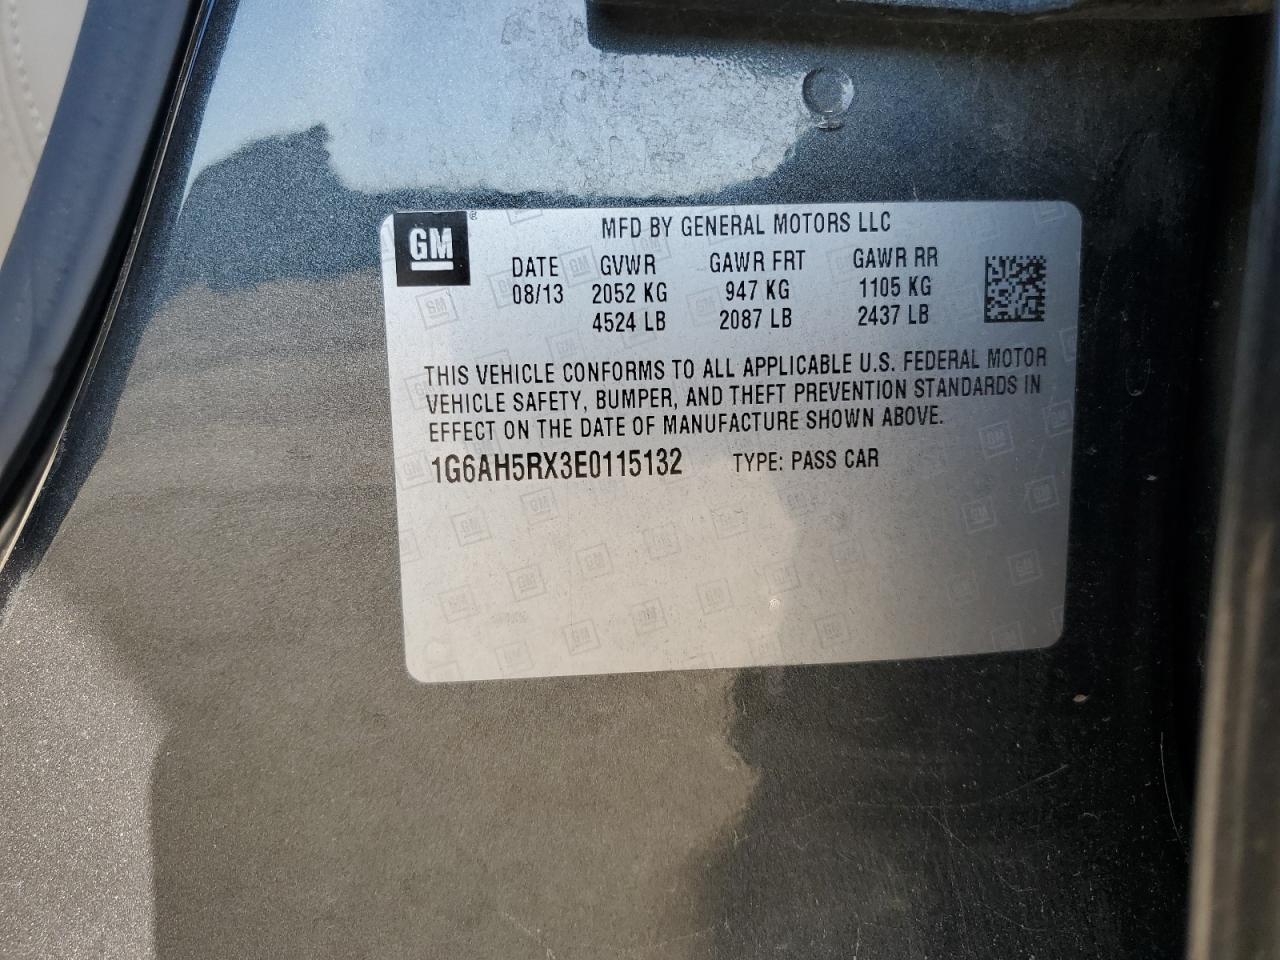 GM
MFD BY GENERAL MOTORS LLC
DATE GVWR GAWR FRT GAWR RR
08/13 2052 KG 947 KG 1105 KG
4524 LB 2087 LB 2437 LB
THIS VEHICLE CONFORMS TO ALL APPLICABLE U.S. FEDERAL MOTOR
VEHICLE SAFETY, BUMPER, AND THEFT PREVENTION STANDARDS IN
EFFECT ON THE DATE OF MANUFACTURE SHOWN ABOVE.
1G6AH5RX3E0115132 TYPE: PASS CAR